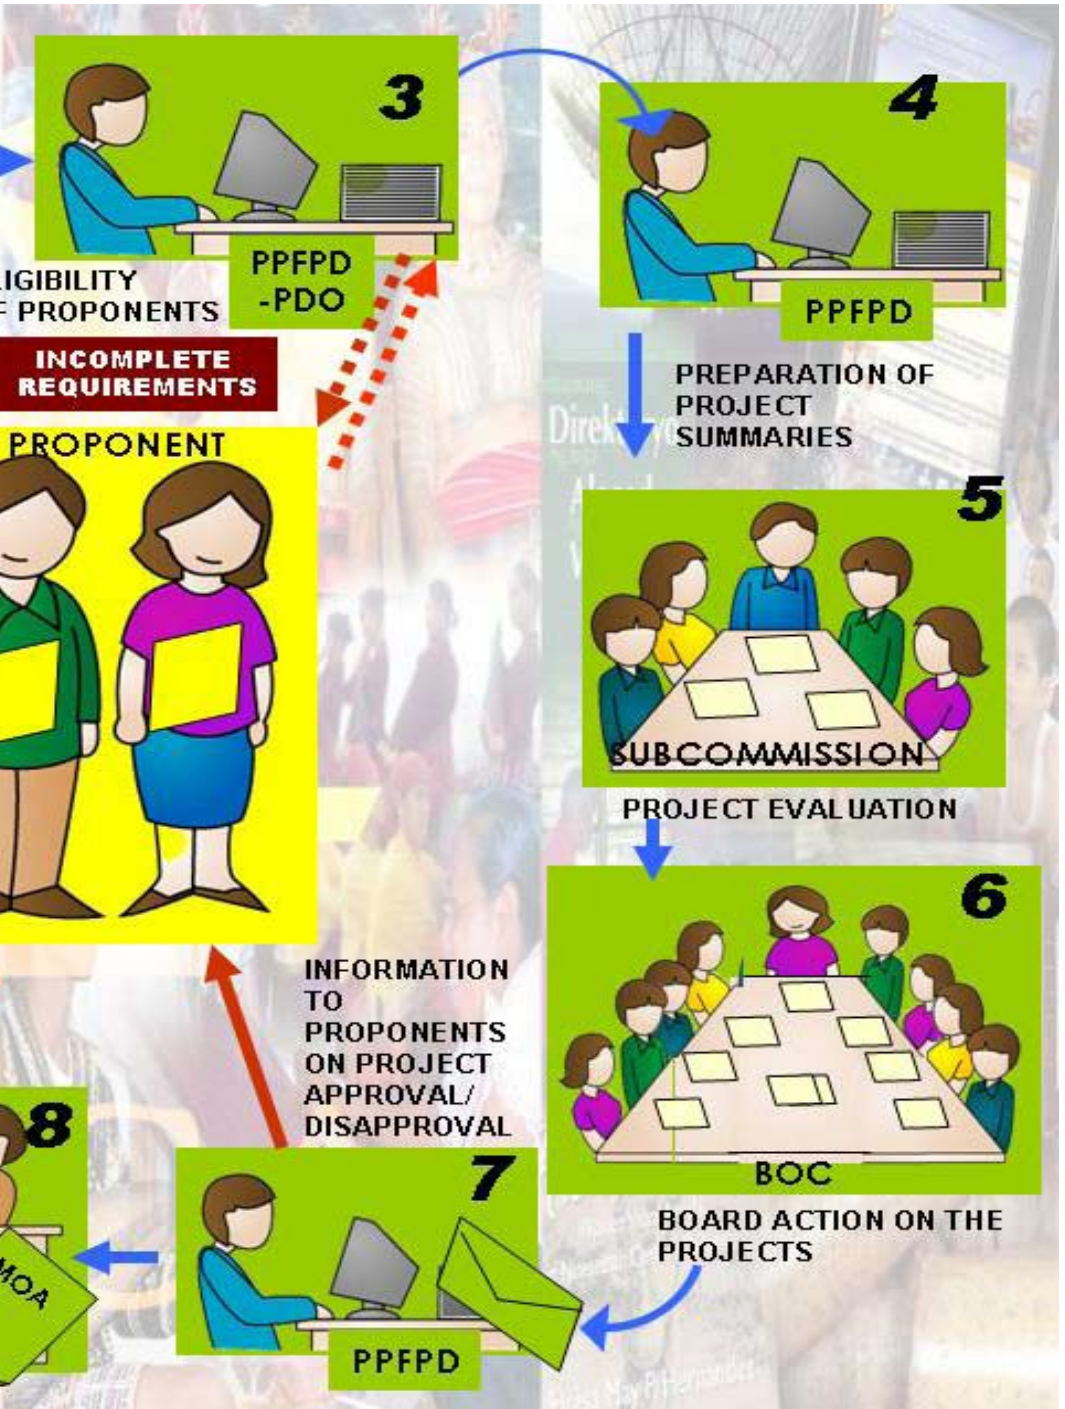 3
PPFPD
-PDO
LIGIBILITY
F PROPONENTS
INCOMPLETE
REQUIREMENTS
PROPONENT
4
PPFPD
PREPARATION OF
PROJECT
SUMMARIES
5
SUBCOMMISSION
PROJECT EVALUATION
6
BOC
BOARD ACTION ON THE
PROJECTS
INFORMATION
TO
PROPONENTS
ON PROJECT
APPROVAL/
DISAPPROVAL
7
PPFPD
8
MOA